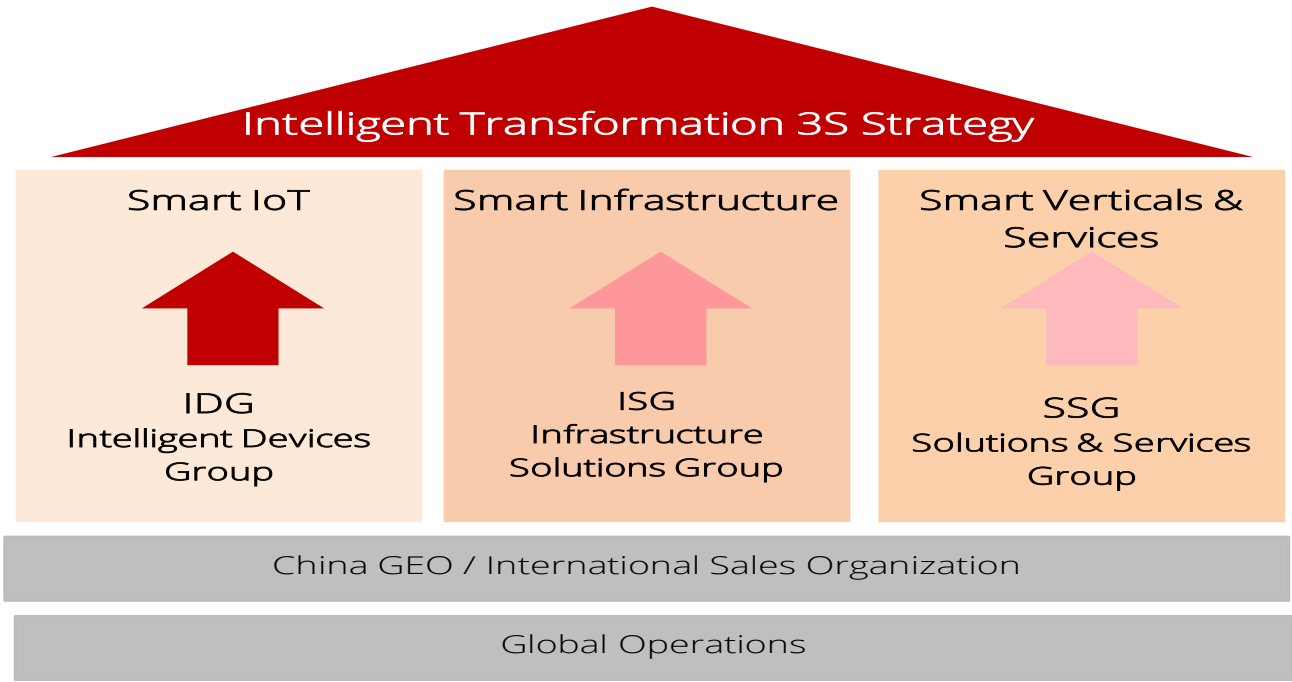 Intelligent Transformation 3S Strategy
Smart IoT
IDG
Intelligent Devices
Group
Smart Infrastructure
ISG
Infrastructure
Solutions Group
Smart Verticals &
Services
SSG
Solutions & Services
Group
China GEO / International Sales Organization
Global Operations